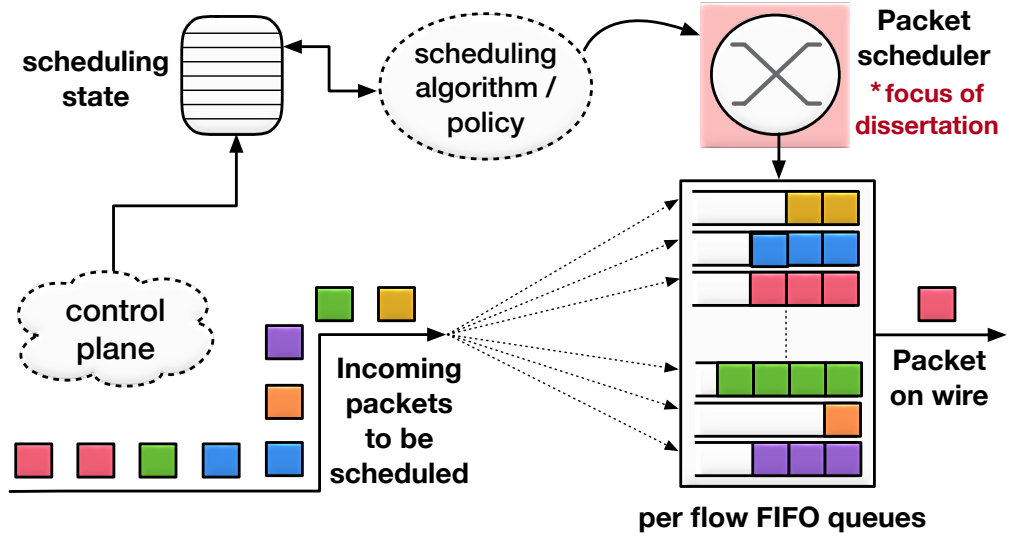 scheduling
state
scheduling
algorithm /
policy
Packet
scheduler
*focus of
dissertation
control
plane
Incoming
packets
to be
scheduled
Packet
on wire
per flow FIFO queues